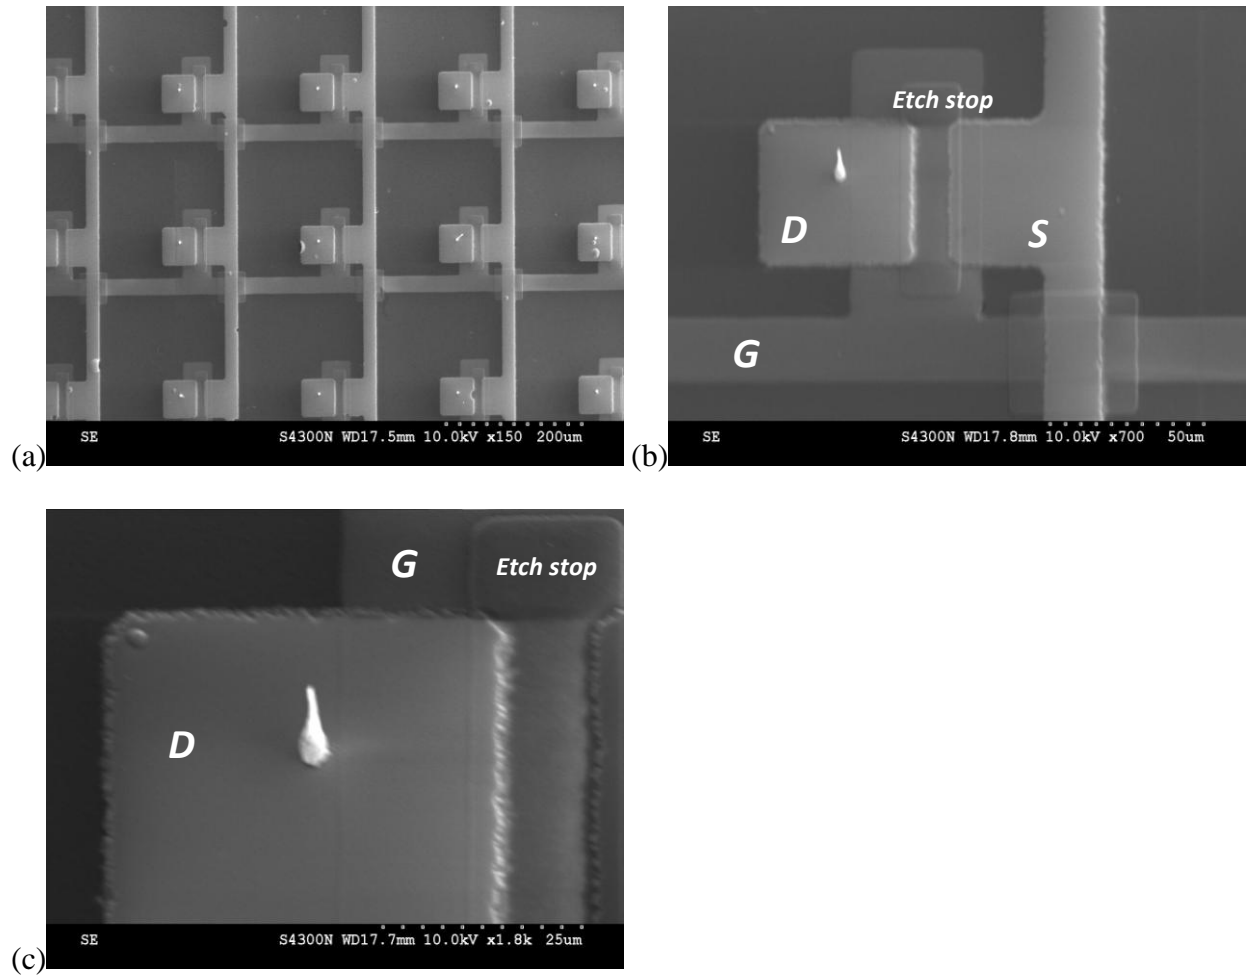 Etch stop
D
S
G
SE S4300N WD17.5mm 10.0kV x150 200um
SE S4300N WD17.8mm 10.0kV x700 50um
(a)
(b)
G
Etch stop
D
SE S4300N WD17.7mm 10.0kV x1.8k 25um
(c)